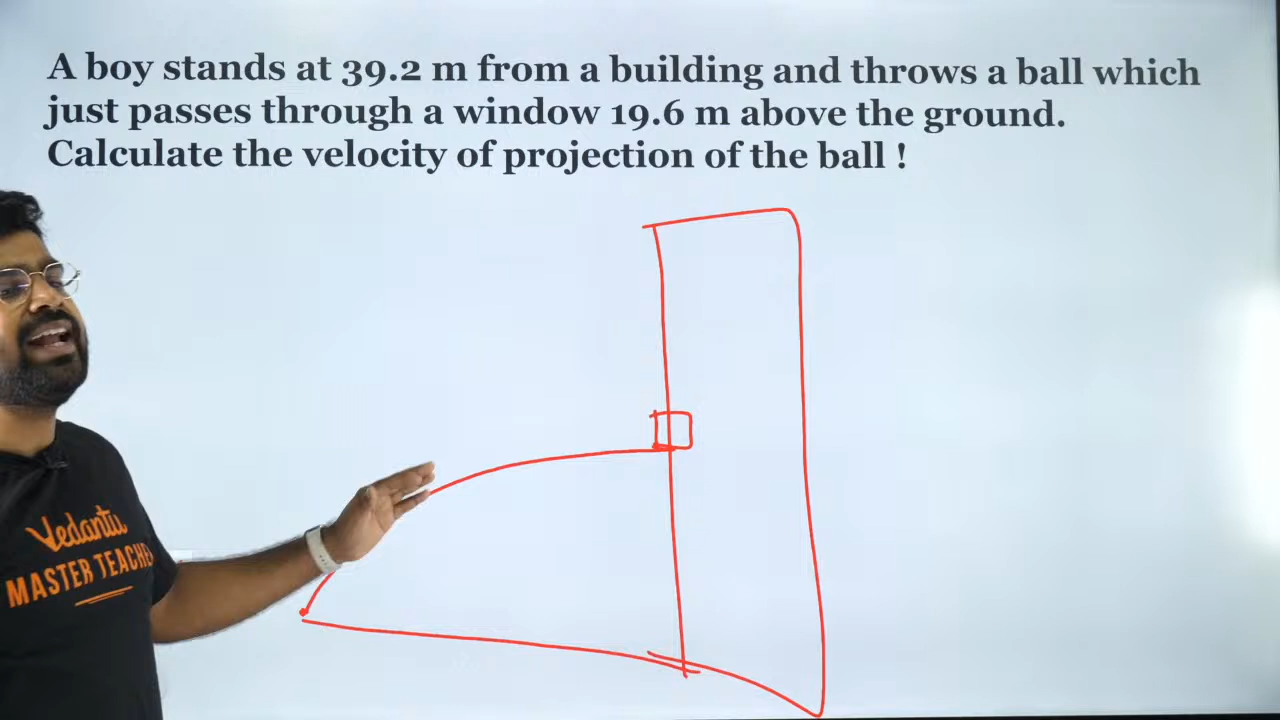 A boy stands at 39.2 m from a building and throws a ball which
just passes through a window 19.6 m above the ground.
Calculate the velocity of projection of the ball !
Vedantu
MASTER TEACHER